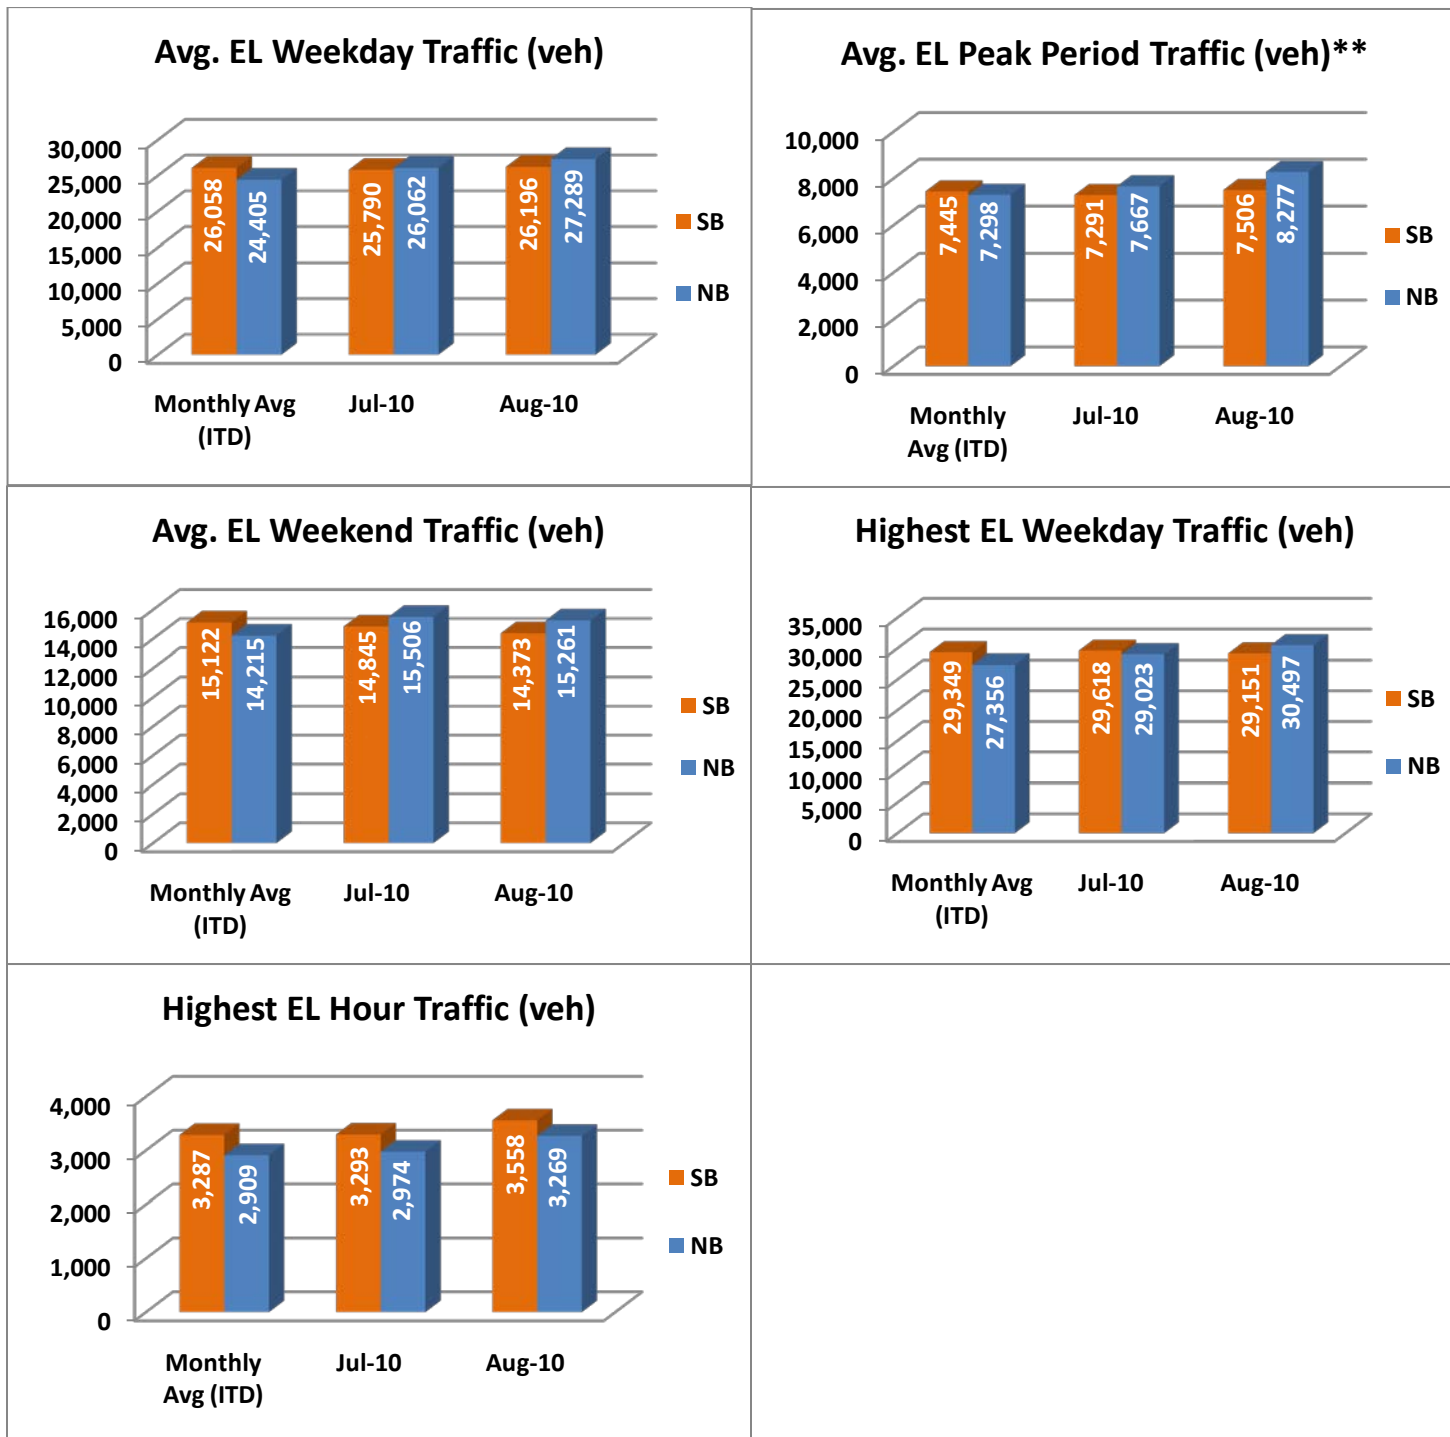 Avg. EL Weekday Traffic (veh)
30,000
25,000
20,000
15,000
10,000
5,000
0
26,058
24,405
25,790
26,062
26,196
27,289
SB
NB
Monthly Avg
(ITD)
Jul-10
Aug-10
Avg. EL Peak Period Traffic (veh)**
10,000
8,000
6,000
4,000
2,000
0
7,445
7,298
7,291
7,667
7,506
8,277
SB
NB
Monthly
Avg (ITD)
Jul-10
Aug-10
Avg. EL Weekend Traffic (veh)
16,000
14,000
12,000
10,000
8,000
6,000
4,000
2,000
0
15,122
14,215
14,845
15,506
14,373
15,261
SB
NB
Monthly Avg
(ITD)
Jul-10
Aug-10
Highest EL Weekday Traffic (veh)
35,000
30,000
25,000
20,000
15,000
10,000
5,000
0
29,349
27,356
29,618
29,023
29,151
30,497
SB
NB
Monthly Avg
(ITD)
Jul-10
Aug-10
Highest EL Hour Traffic (veh)
4,000
3,000
2,000
1,000
0
3,287
2,909
3,293
2,974
3,558
3,269
SB
NB
Monthly
Avg (ITD)
Jul-10
Aug-10